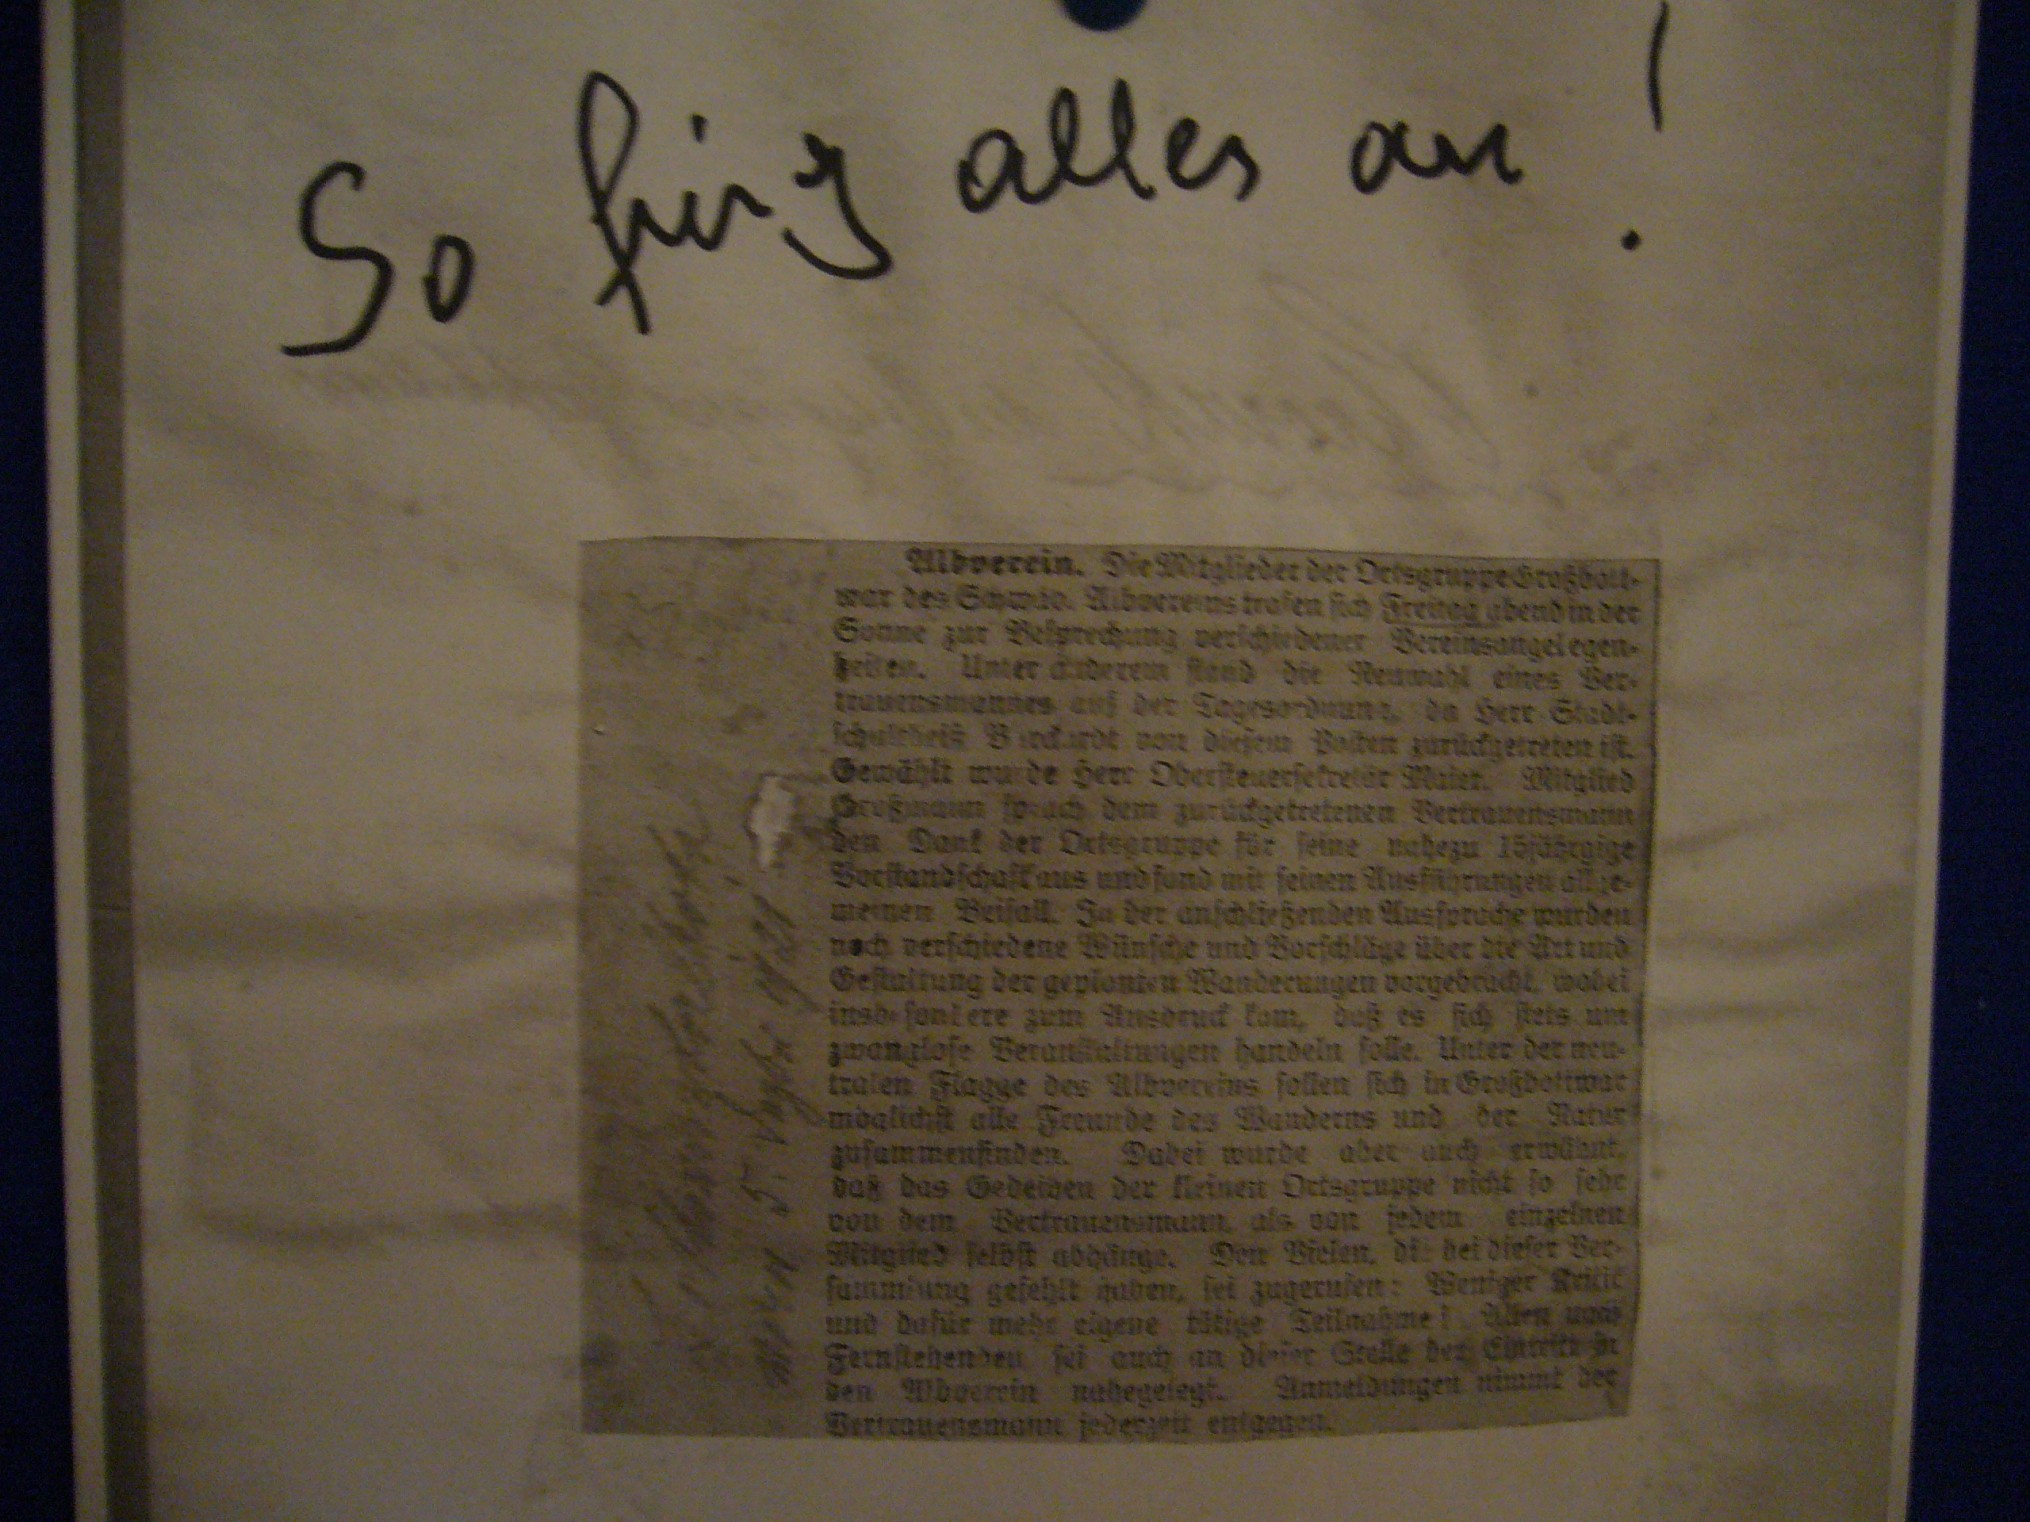 So fing alles an!
Albverein. Die Mitglieder der Ortsgruppe Großbott-
war des Schwäb. Albvereins trafen sich Freitag abend in der
Sonne zur Besprechung verschiedener Vereinsangelegen-
heiten. Unter anderem stand die Neuwahl eines Ver-
trauensmannes auf der Tagesordnung, da Herr Stadt-
schultheiß von diesem Posten zurückgetreten ist.
Gewählt wurde Herr Obersteuersekretär Maier. Mitglied
Großmann sprach dem zurückgetretenen Vertrauensmann
den Dank der Ortsgruppe für seine nahezu 15jährgige
Vorstandschaft aus und fand mit seinen Ausführungen allge-
meinen Beifall. In der anschließenden Aussprache wurden
noch verschiedene Wünsche und Vorschläge über die Art und
Gestaltung der geplanten Wanderungen vorgebracht, wobei
insbesondere zum Ausdruck kam, daß es sich stets um
zwanglose Veranstaltungen handeln solle. Unter der neu-
tralen Flagge des Albvereins sollen sich in Großbottwar
möglichst alle Freunde des Wanderns und der Natur
zusammenfinden. Dabei wurde aber auch erwähnt,
daß das Gedeihen der kleinen Ortsgruppe nicht so sehr
von dem Vertrauensmann, als von jedem einzelnen
Mitglied selbst abhänge. Den Vielen, die bei dieser Ver-
sammlung gefehlt haben, sei zugerufen: Weniger Kritik
und dafür mehr eigene tätige Teilnahme! Allen noch
Fernstehenden sei auch an dieser Stelle der Eintritt in
den Albverein nahegelegt. Anmeldungen nimmt der
Vertrauensmann jederzeit entgegen.